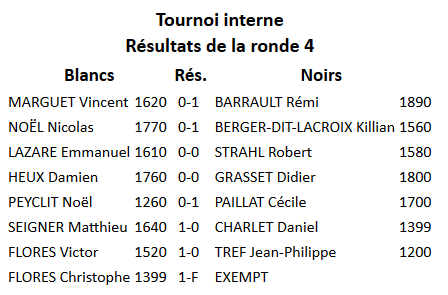 Tournoi interne
Résultats de la ronde 4
Blancs Rés. Noirs
MARGUET Vincent 1620 0-1 BARRAULT Rémi 1890
NOËL Nicolas 1770 0-1 BERGER-DIT-LACROIX Killian 1560
LAZARE Emmanuel 1610 0-0 STRAHL Robert 1580
HEUX Damien 1760 0-0 GRASSET Didier 1800
PEYCLIT Noël 1260 0-1 PAILLAT Cécile 1700
SEIGNER Matthieu 1640 1-0 CHARLET Daniel 1399
FLORES Victor 1520 1-0 TREF Jean-Philippe 1200
FLORES Christophe 1399 1-F EXEMPT